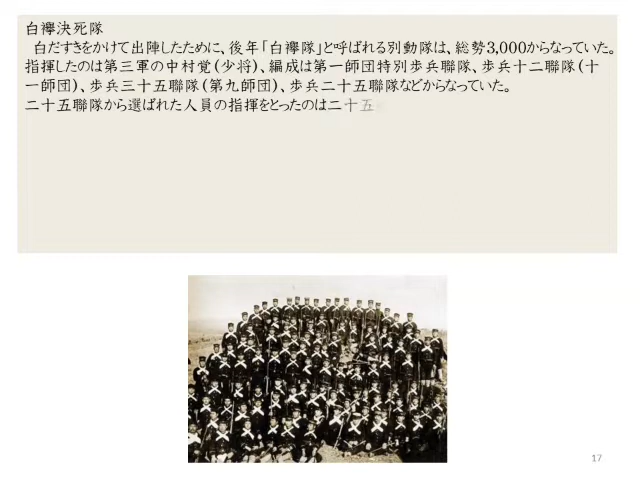 白襷決死隊
白だすきをかけて出陣したために、後年「白襷隊」と呼ばれる別動隊は、総勢3,000からなっていた。
指揮したのは第三軍の中村覚(少将)、編成は第一師団特別歩兵聯隊、歩兵十二聯隊(十
一師団)、歩兵三十五聯隊(第九師団)、歩兵二十五聯隊などからなっていた。
二十五聯隊から選ばれた人員の指揮をとったのは二十五
17